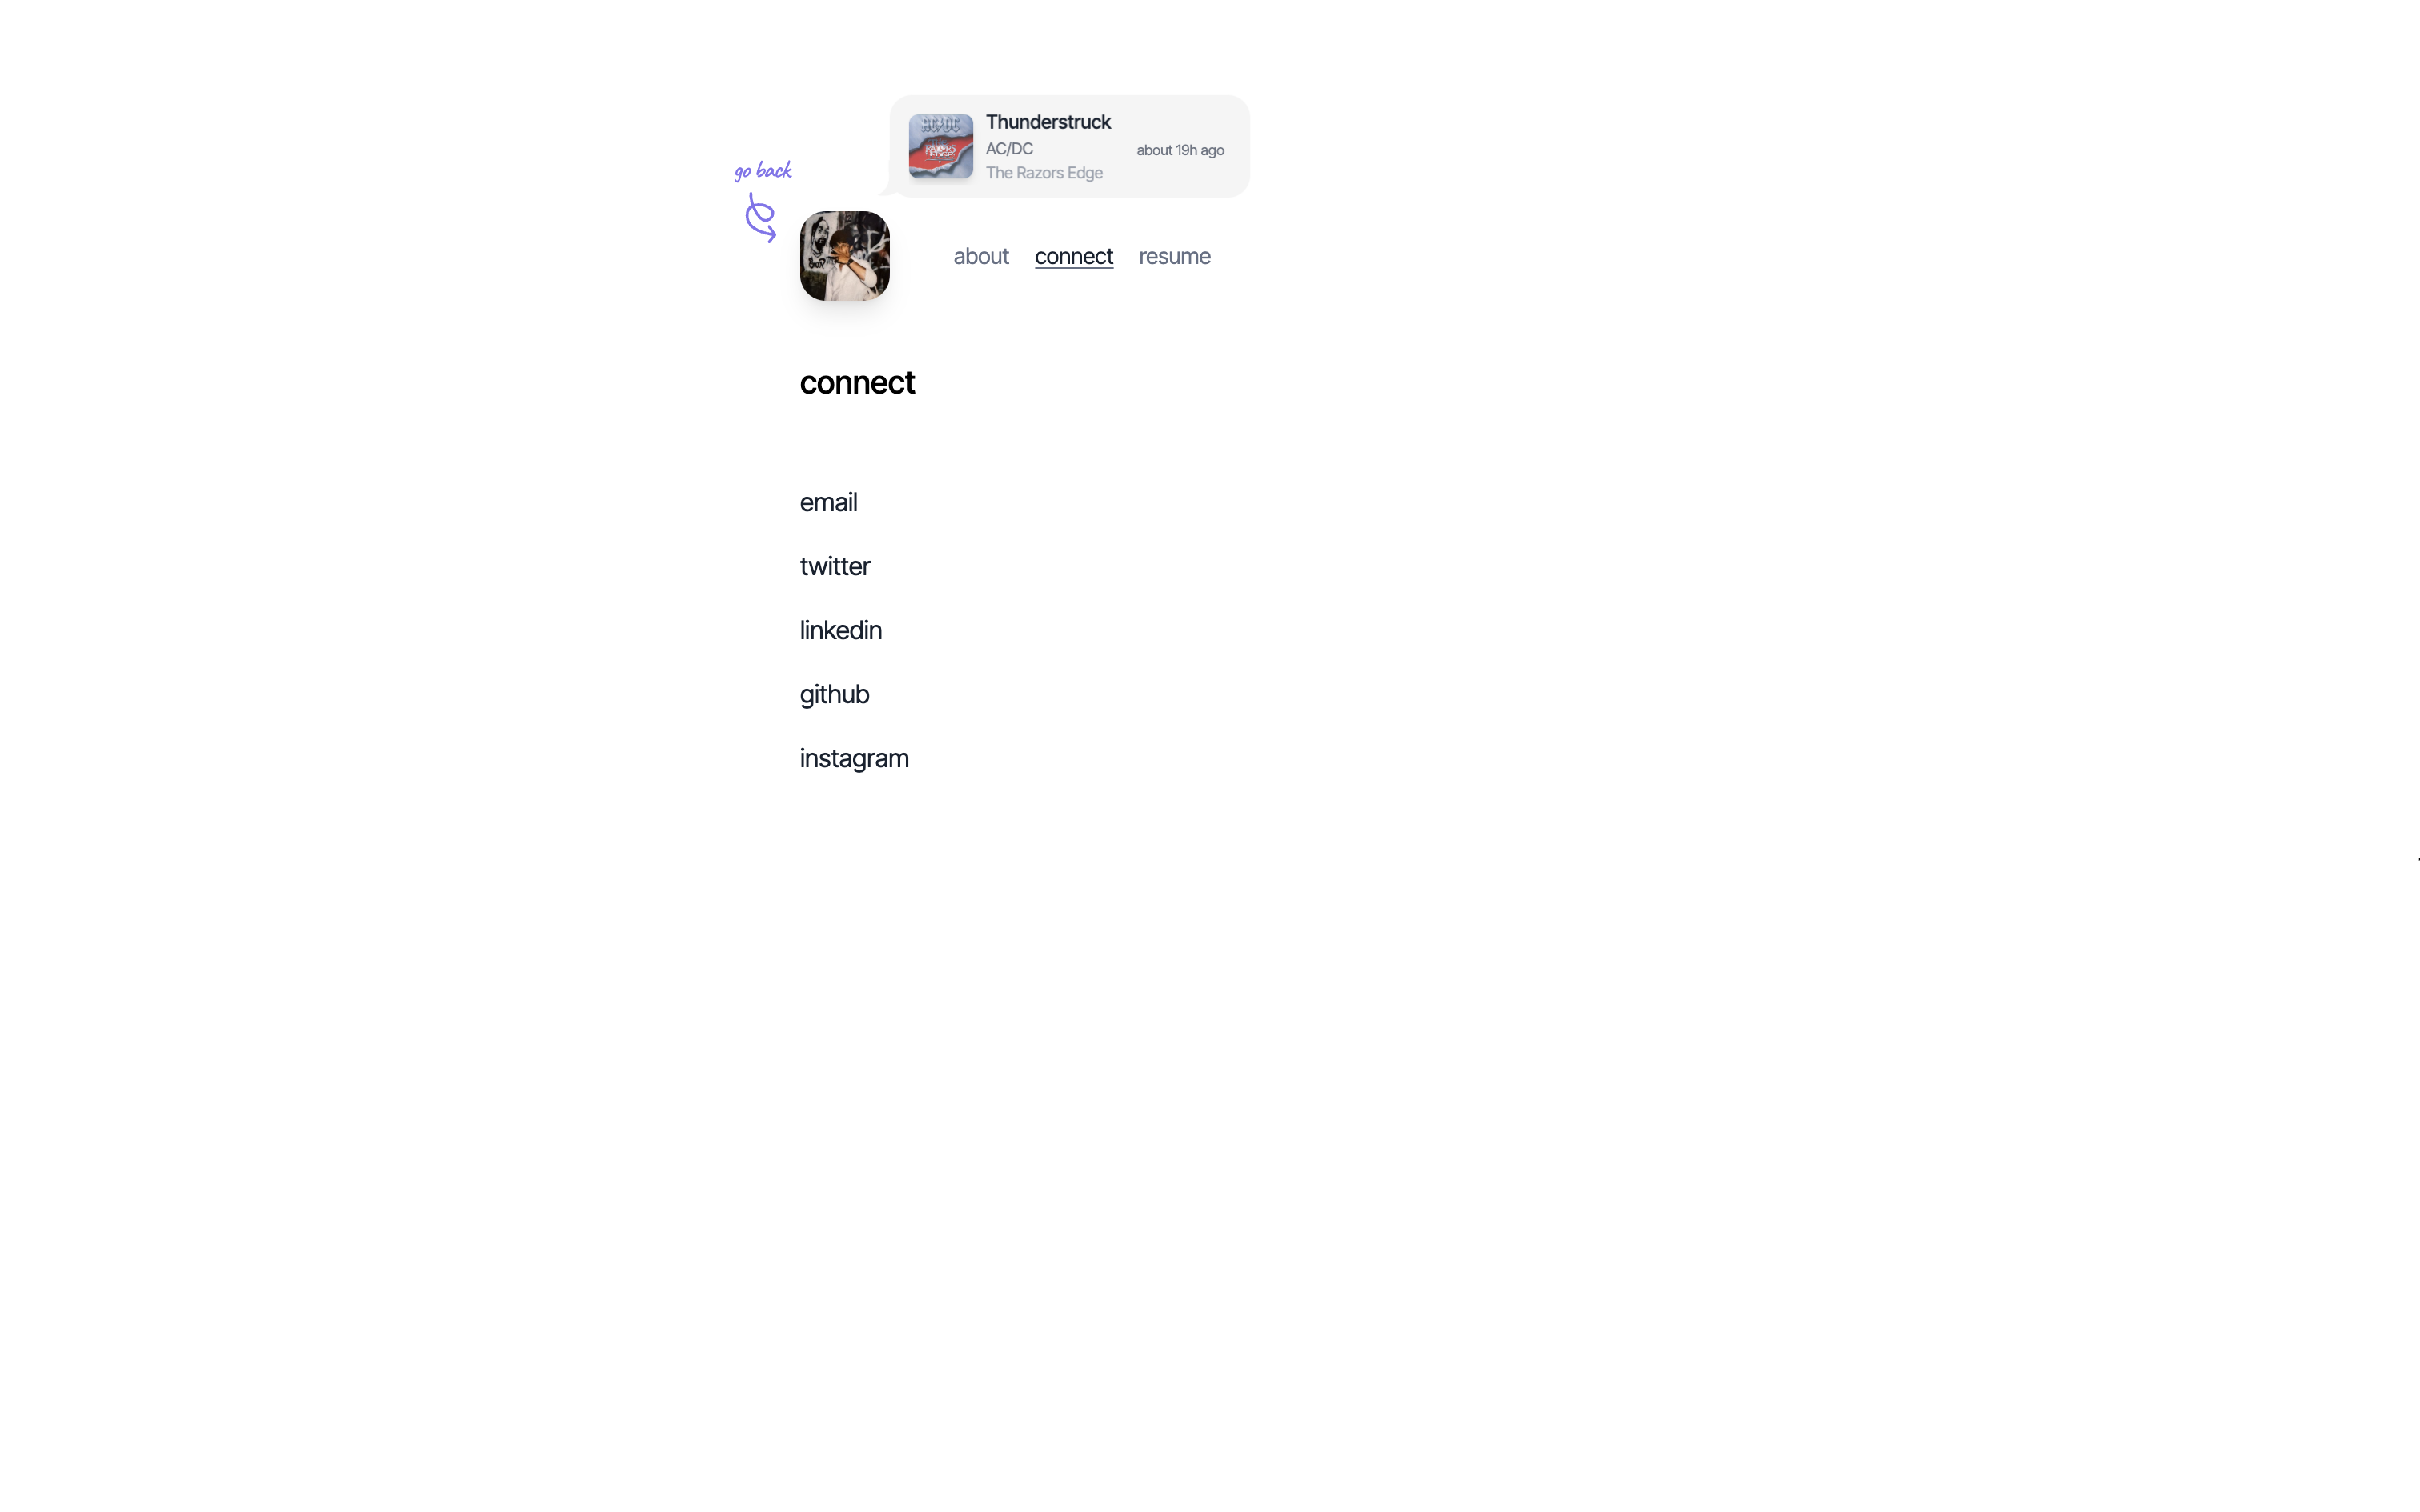 Thunderstruck
AC/DC
The Razors Edge
about 19h ago
go back
about connect resume
connect
email
twitter
linkedin
github
instagram